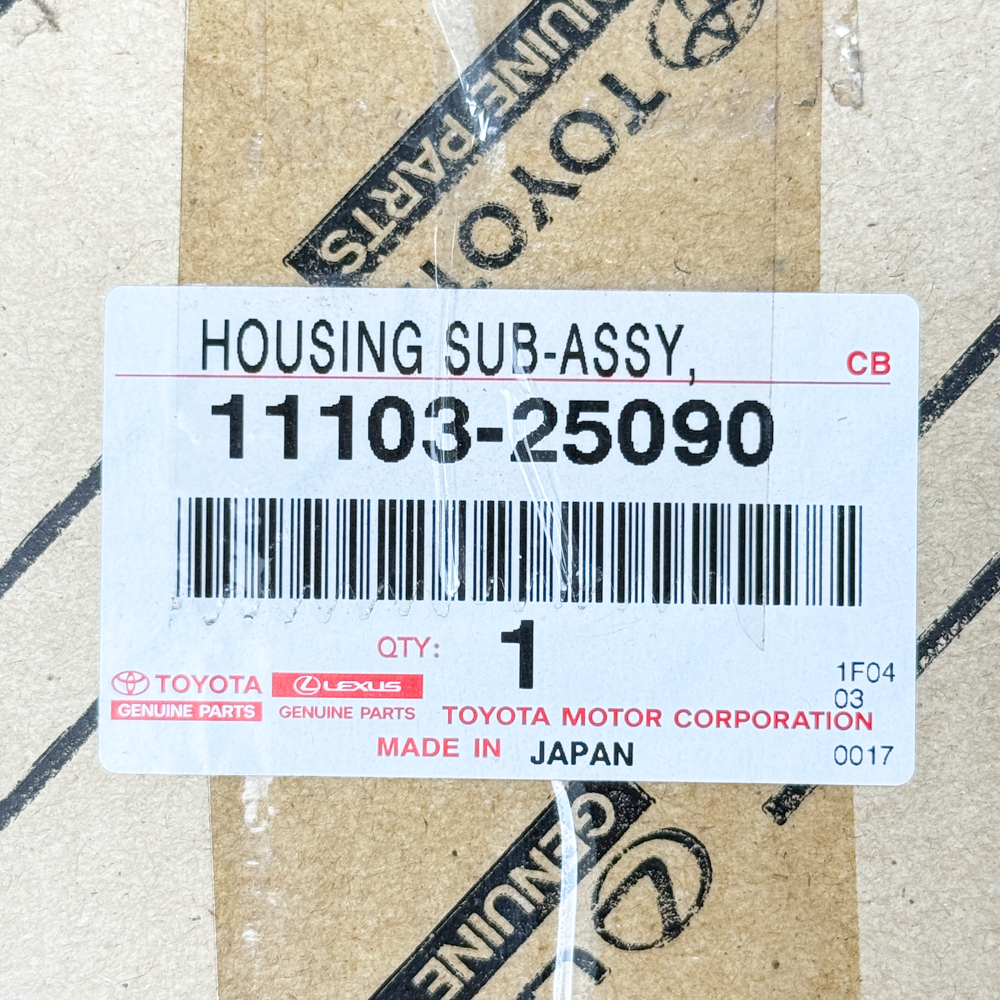 GENUINE PARTS
TOYO
HOUSING SUB-ASSY,
CB
11103-25090
QTY: 1
TOYOTA
GENUINE PARTS
LEXUS
GENUINE PARTS
1F04
03
TOYOTA MOTOR CORPORATION
MADE IN JAPAN
0017
GENUINE